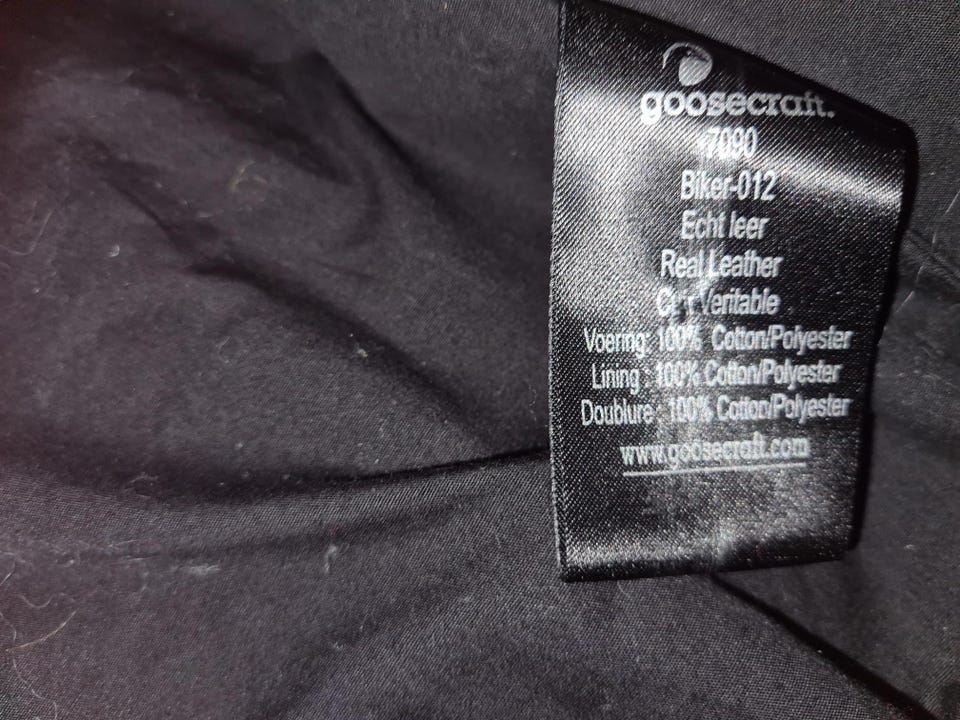 goosecraft.
7090
Biker-012
Echt leer
Real Leather
Cuir Veritable
Voering: 100% Cotton/Polyester
Lining : 100% Cotton/Polyester
Doublure: 100% Cotton/Polyester
www.goosecraft.com